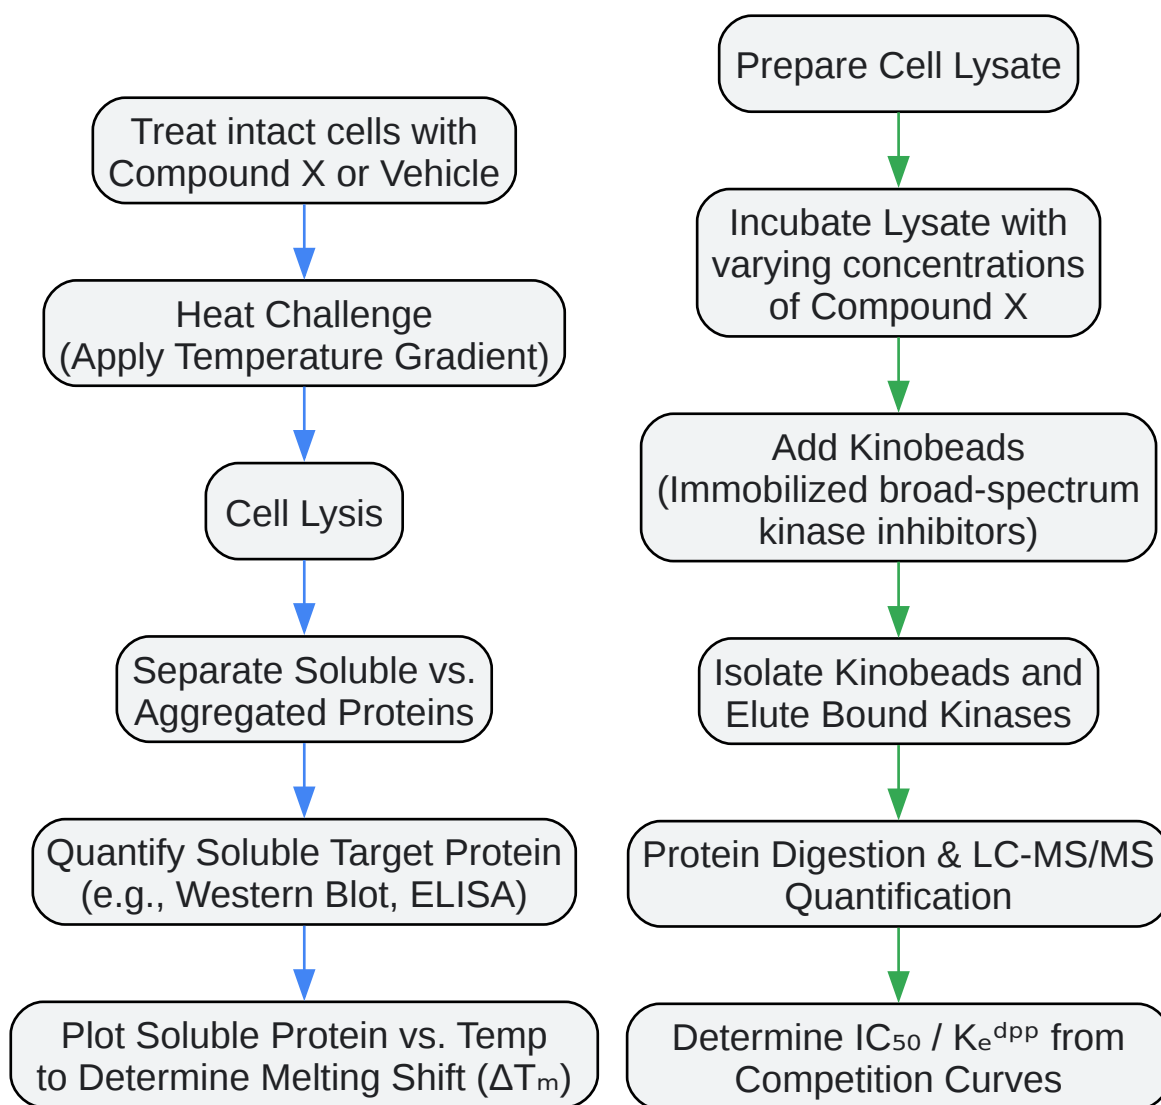 Treat intact cells with
Compound X or Vehicle
Heat Challenge
(Apply Temperature Gradient)
Cell Lysis
Separate Soluble vs.
Aggregated Proteins
Quantify Soluble Target Protein
(e.g., Western Blot, ELISA)
Plot Soluble Protein vs. Temp
to Determine Melting Shift (ΔTₘ)
Prepare Cell Lysate
Incubate Lysate with
varying concentrations
of Compound X
Add Kinobeads
(Immobilized broad-spectrum
kinase inhibitors)
Isolate Kinobeads and
Elute Bound Kinases
Protein Digestion & LC-MS/MS
Quantification
Determine IC₅₀ / Kₑᵈᵖᵖ from
Competition Curves